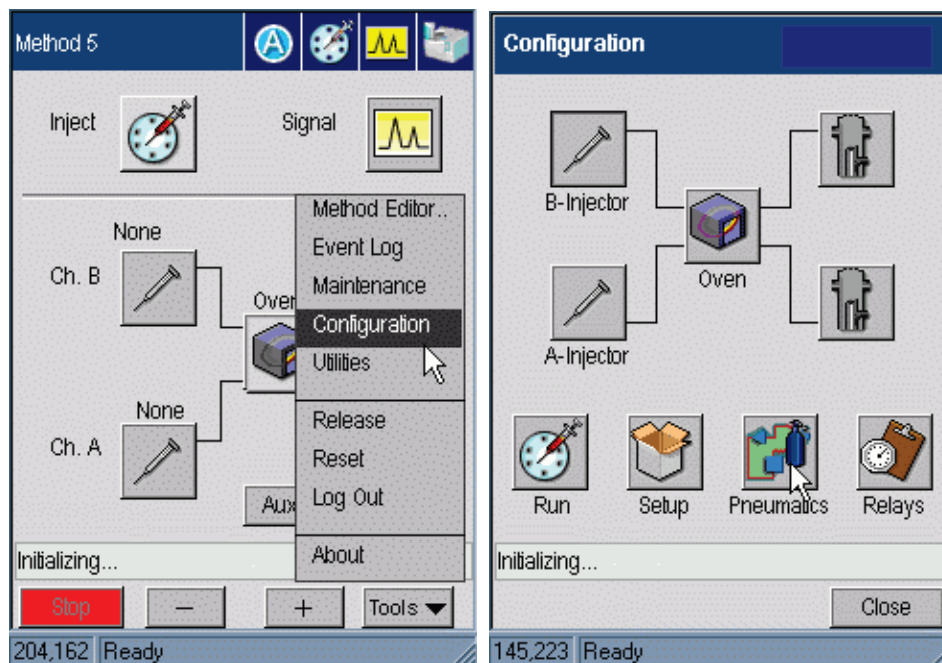 Method 5
A
Inject
Signal
None
Ch. B
Oven
None
Ch. A
Aux
Method Editor..
Event Log
Maintenance
Configuration
Utilities
Release
Reset
Log Out
About
Initializing...
Stop
−
+
Tools
204,162 Ready
Configuration
B-Injector
Oven
A-Injector
Run
Setup
Pneumatics
Relays
Initializing...
Close
145,223 Ready